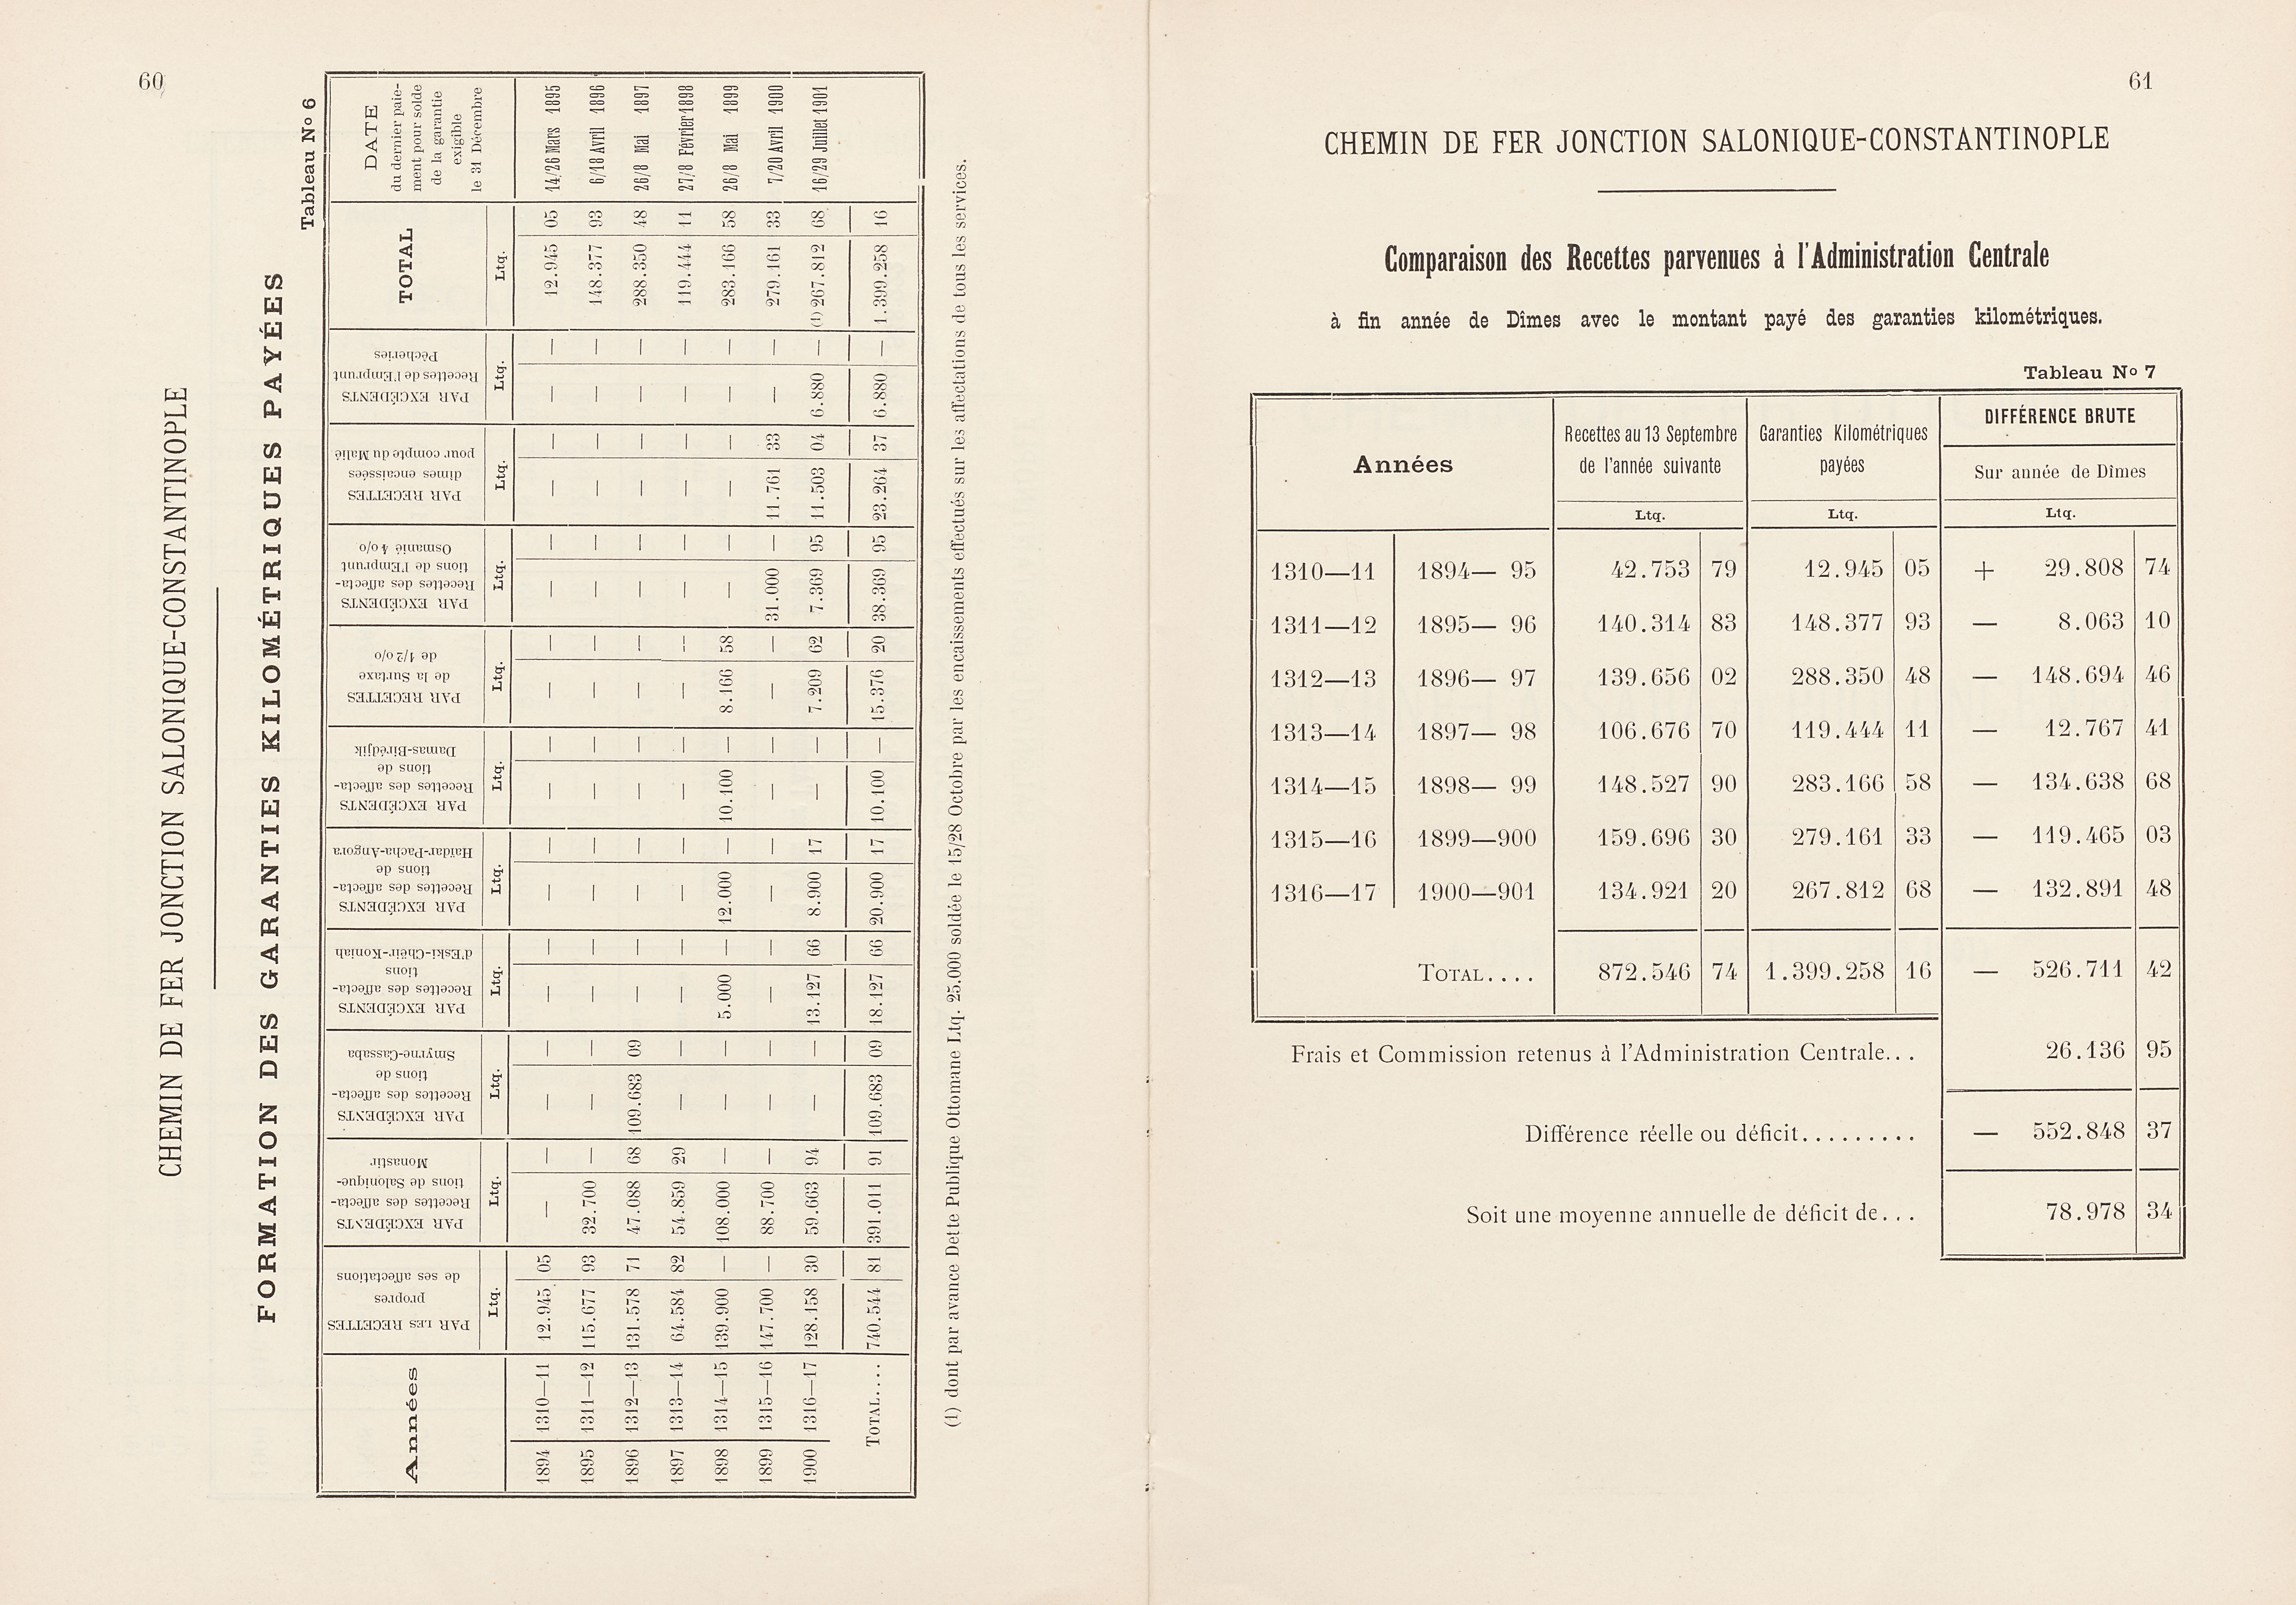 60
CHEMIN DE FER JONCTION SALONIQUE-CONSTANTINOPLE
FORMATION DES GARANTIES KILOMÉTRIQUES PAYÉES
Tableau No 6
Années
PAR LES RECETTES
propres
de ses affectations
PAR EXCÉDENTS
Recettes des affecta-
tions de Salonique-
Monastir
PAR EXCÉDENTS
Recettes des affecta-
tions de
Smyrne-Cassaba
PAR EXCÉDENTS
Recettes des affecta-
tions
d'Eski-Chéir-Koniah
PAR EXCÉDENTS
Recettes des affecta-
tions de
Haïdar-Pacha-Angora
PAR EXCÉDENTS
Recettes des affecta-
tions de
Damas-Birédjik
PAR RECETTES
de la Surtaxe
de 1/2 o/o
PAR EXCÉDENTS
Recettes des affecta-
tions de l'Emprunt
Osmanié 4 o/o
PAR RECETTES
dîmes encaissées
pour compte du Malié
PAR EXCÉDENTS
Recettes de l'Emprunt
Pêcheries
TOTAL
DATE
du dernier paie-
ment pour solde
de la garantie
exigible
le 31 Décembre
Ltq. Ltq. Ltq. Ltq. Ltq. Ltq. Ltq. Ltq. Ltq. Ltq. Ltq.
1894 1310—11 12.945 05 — — — — — — — — — — — — — — — — — — 12.945 05 14/26 Mars 1895
1895 1311—12 115.677 93 32.700 — — — — — — — — — — — — — — — — — 148.377 93 6/18 Avril 1896
1896 1312—13 131.578 71 47.088 68 109.683 09 — — — — — — — — — — — — — — 288.350 48 26/8 Mai 1897
1897 1313—14 64.584 82 54.859 29 — — — — — — — — — — — — — — — — 119.444 11 27/8 Février 1898
1898 1314—15 139.900 — 108.000 — — — 5.000 — 12.000 — 10.100 — 8.166 58 — — — — — — 283.166 58 26/8 Mai 1899
1899 1315—16 147.700 — 88.700 — — — — — — — — — — — 31.000 — 11.761 33 — — 279.161 33 7/20 Avril 1900
1900 1316—17 128.158 30 59.663 94 — — 13.127 66 8.900 17 — — 7.209 62 7.369 95 11.503 04 6.880 — (1) 267.812 68 16/29 Juillet 1901
TOTAL.... 740.544 81 391.011 91 109.683 09 18.127 66 20.900 17 10.100 — 15.376 20 38.369 95 23.264 37 6.880 — 1.399.258 16
(1) dont par avance Dette Publique Ottomane Ltq. 25.000 soldée le 15/28 Octobre par les encaissements effectués sur les affectations de tous les services.
61
CHEMIN DE FER JONCTION SALONIQUE-CONSTANTINOPLE
Comparaison des Recettes parvenues à l'Administration Centrale
à fin année de Dîmes avec le montant payé des garanties kilométriques.
Tableau No 7
Années
Recettes au 13 Septembre
de l'année suivante
Garanties Kilométriques
payées
DIFFÉRENCE BRUTE
Sur année de Dîmes
Ltq. Ltq. Ltq.
1310—11 1894— 95 42.753 79 12.945 05 + 29.808 74
1311—12 1895— 96 140.314 83 148.377 93 — 8.063 10
1312—13 1896— 97 139.656 02 288.350 48 — 148.694 46
1313—14 1897— 98 106.676 70 119.444 11 — 12.767 41
1314—15 1898— 99 148.527 90 283.166 58 — 134.638 68
1315—16 1899—900 159.696 30 279.161 33 — 119.465 03
1316—17 1900—901 134.921 20 267.812 68 — 132.891 48
TOTAL.... 872.546 74 1.399.258 16 — 526.711 42
Frais et Commission retenus à l'Administration Centrale... 26.136 95
Différence réelle ou déficit......... — 552.848 37
Soit une moyenne annuelle de déficit de... 78.978 34